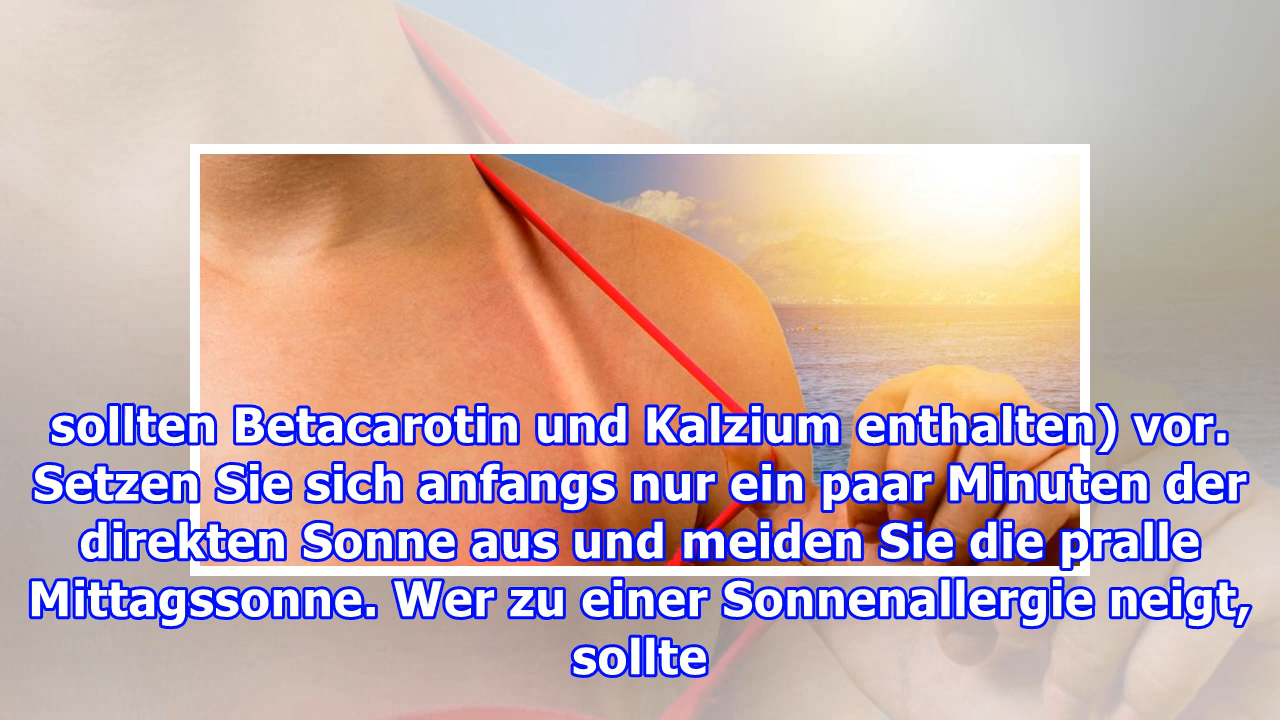 sollten Betacarotin und Kalzium enthalten) vor.
Setzen Sie sich anfangs nur ein paar Minuten der
direkten Sonne aus und meiden Sie die pralle
Mittagssonne. Wer zu einer Sonnenallergie neigt,
sollte